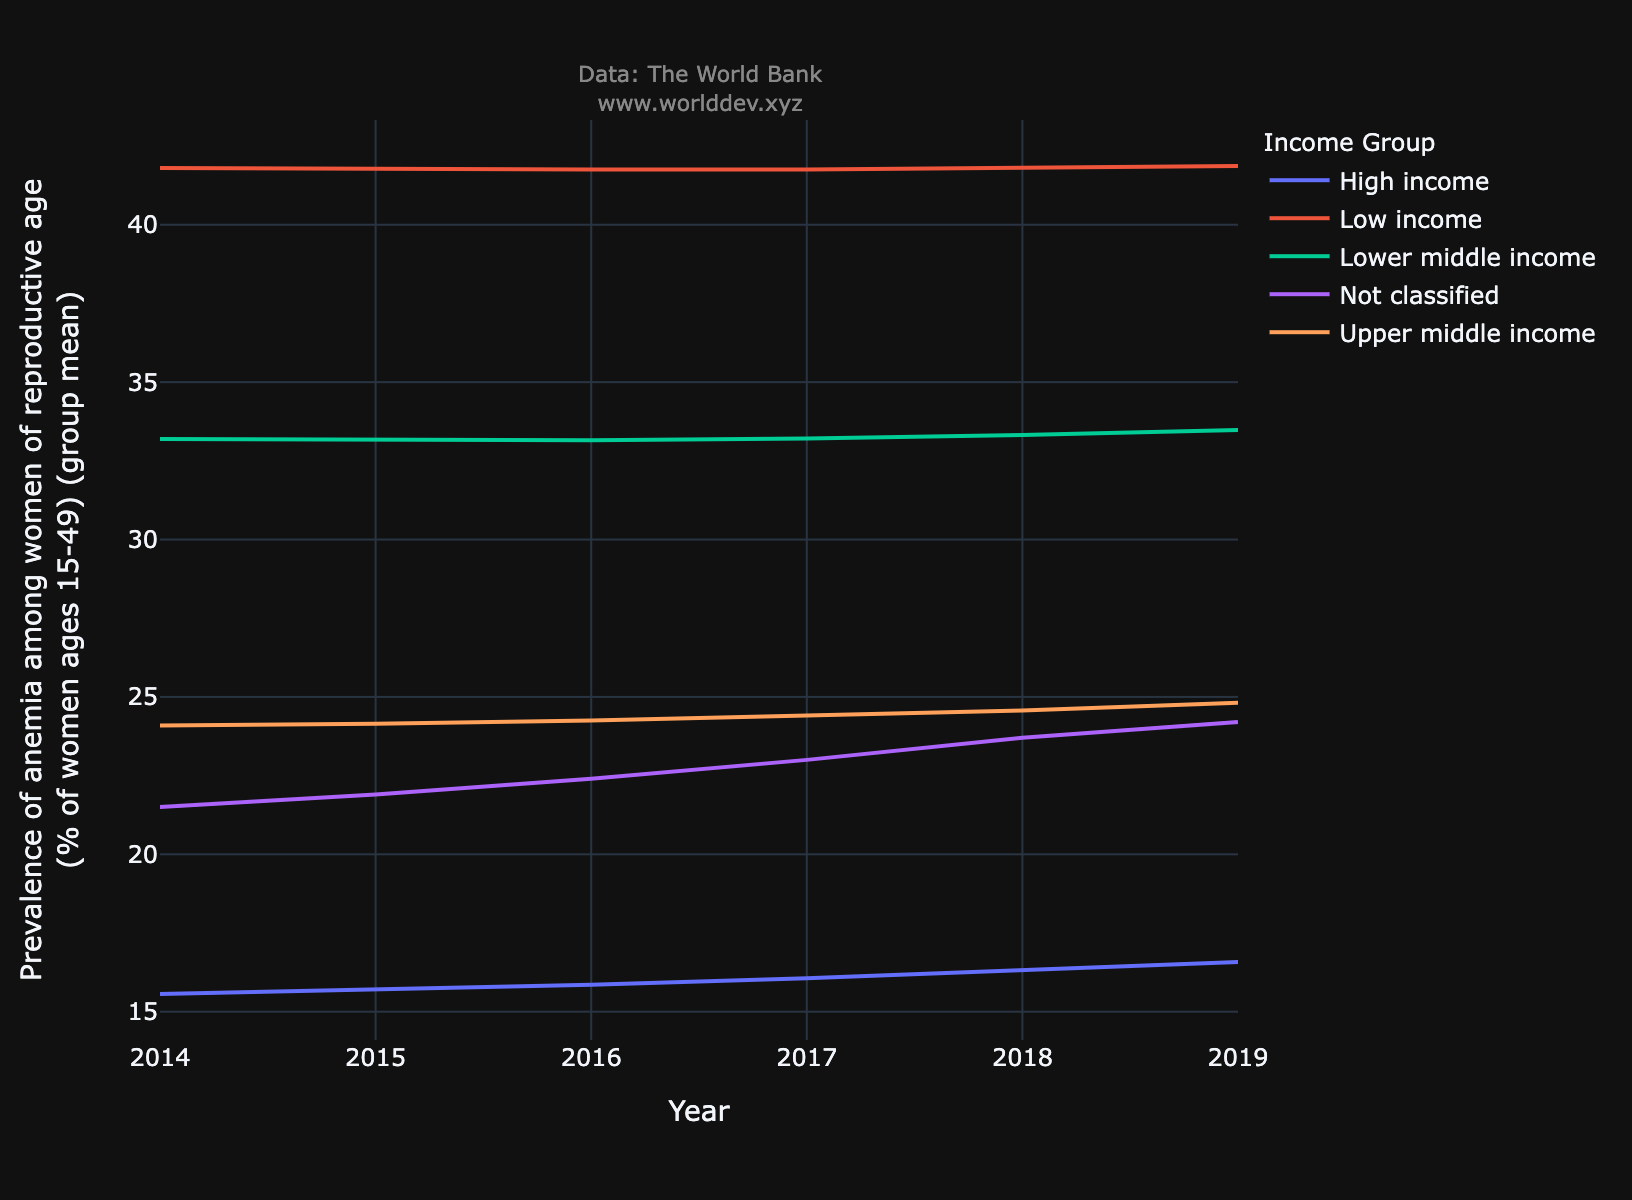 Data: The World Bank
www.worlddev.xyz
Prevalence of anemia among women of reproductive age
(% of women ages 15-49) (group mean)
40
35
30
25
20
15
2014
2015
2016
2017
2018
2019
Year
Income Group
High income
Low income
Lower middle income
Not classified
Upper middle income